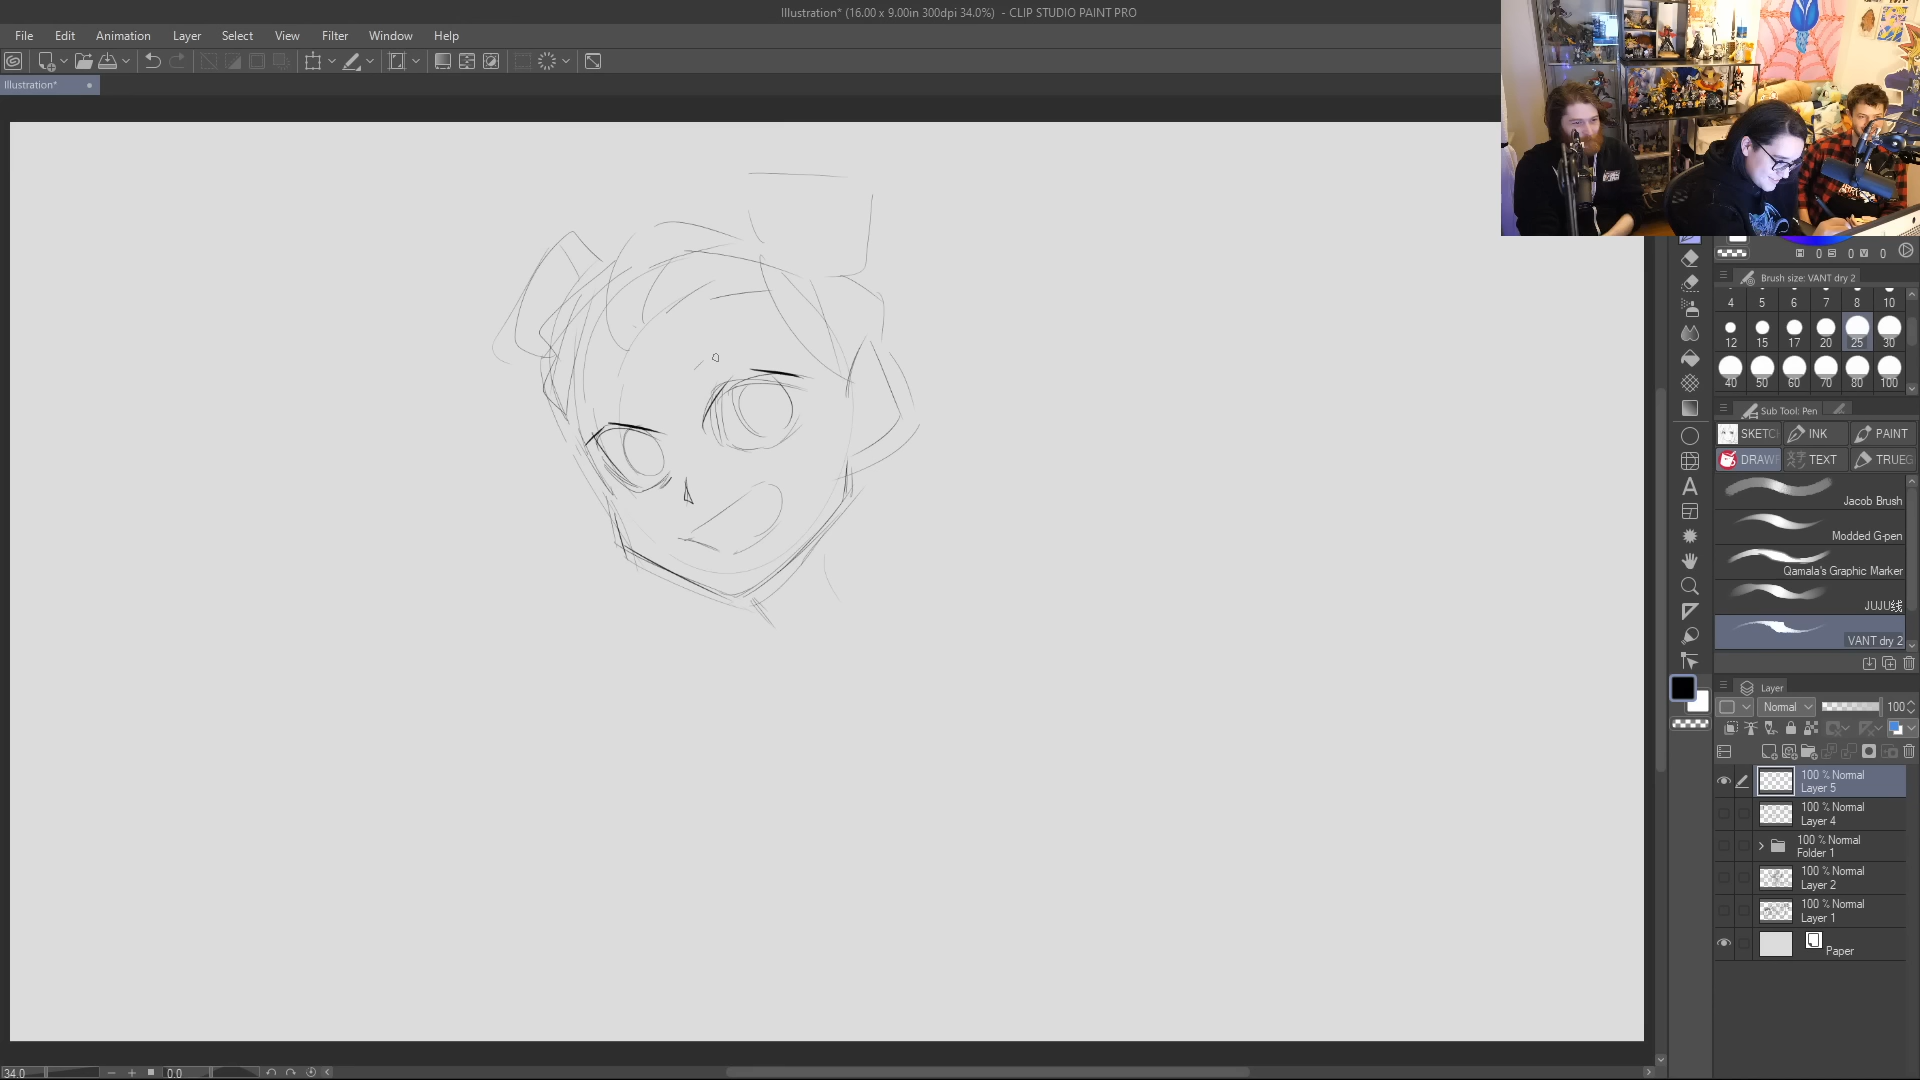 Illustration* (16.00 x 9.00in 300dpi 34.0%) - CLIP STUDIO PAINT PRO
File Edit Animation Layer Select View Filter Window Help
Illustration*
0 0 0
Brush size: VANT dry 2
4 5 6 7 8 10
12 15 17 20 25 30
40 50 60 70 80 100
Sub Tool: Pen
SKETC INK PAINT
DRAW TEXT TRUEG
Jacob Brush
Modded G-pen
Qamala's Graphic Marker
JUJU线
VANT dry 2
Layer
Normal 100
100 % Normal
Layer 5
100 % Normal
Layer 4
100 % Normal
Folder 1
100 % Normal
Layer 2
100 % Normal
Layer 1
Paper
34.0 0.0